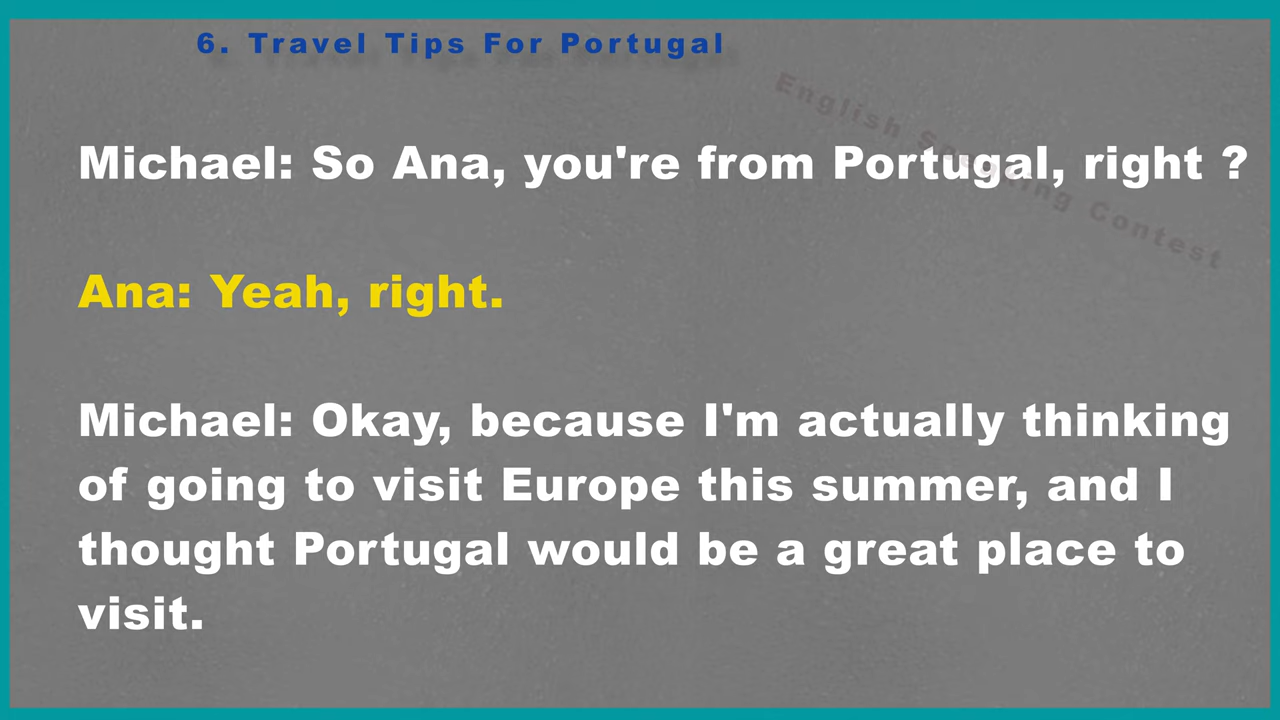 6. Travel Tips For Portugal
English Speaking Contest
Michael: So Ana, you're from Portugal, right ?
Ana: Yeah, right.
Michael: Okay, because I'm actually thinking
of going to visit Europe this summer, and I
thought Portugal would be a great place to
visit.